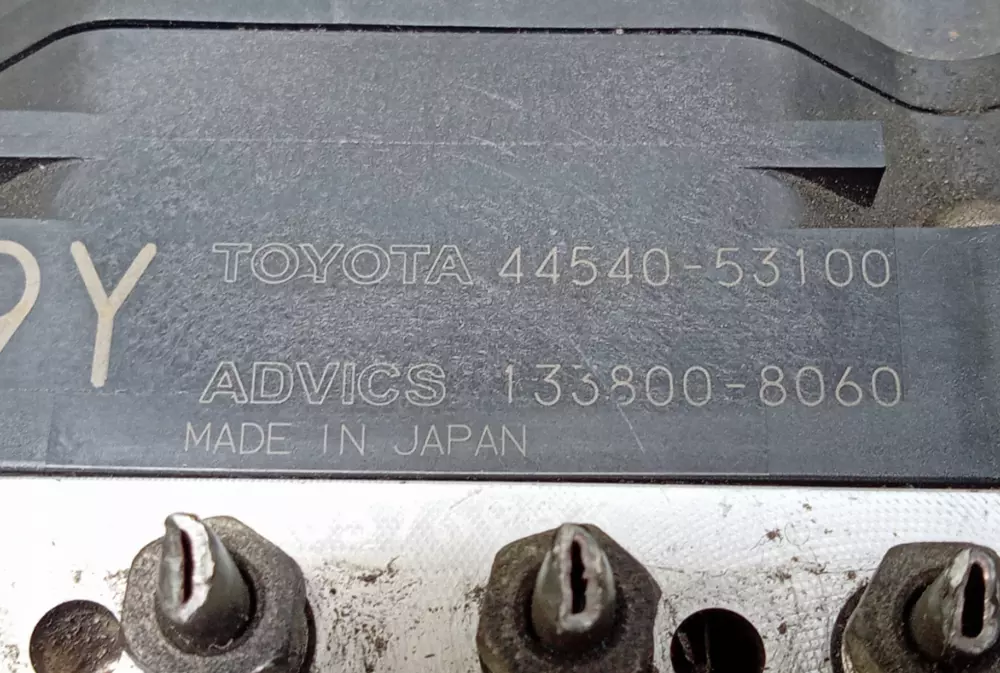 9Y
TOYOTA 44540-53100
ADVICS 133800-8060
MADE IN JAPAN